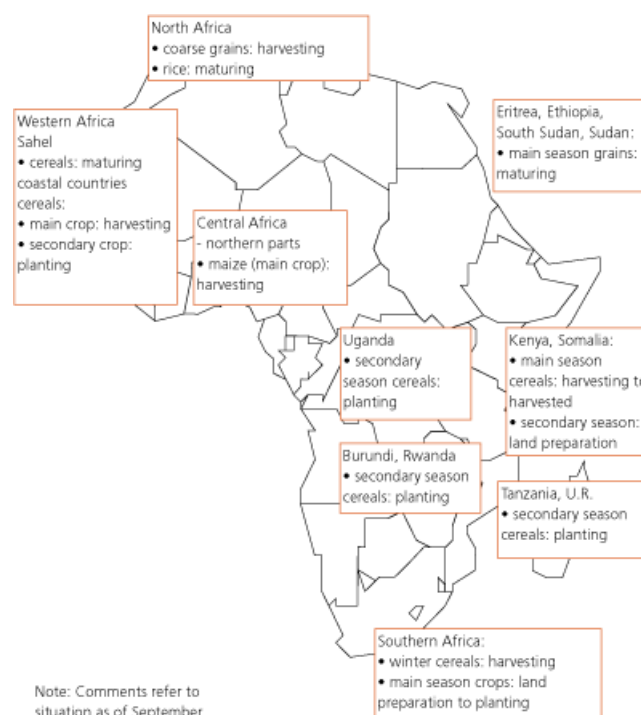 North Africa
• coarse grains: harvesting
• rice: maturing
Western Africa
Sahel
• cereals: maturing
coastal countries
cereals:
• main crop: harvesting
• secondary crop:
planting
Eritrea, Ethiopia,
South Sudan, Sudan:
• main season grains:
maturing
Central Africa
- northern parts
• maize (main crop):
harvesting
Uganda
• secondary
season cereals:
planting
Kenya, Somalia:
• main season
cereals: harvesting to
harvested
• secondary season:
land preparation
Burundi, Rwanda
• secondary season
cereals: planting
Tanzania, U.R.
• secondary season
cereals: planting
Southern Africa:
• winter cereals: harvesting
• main season crops: land
preparation to planting
Note: Comments refer to
situation as of September